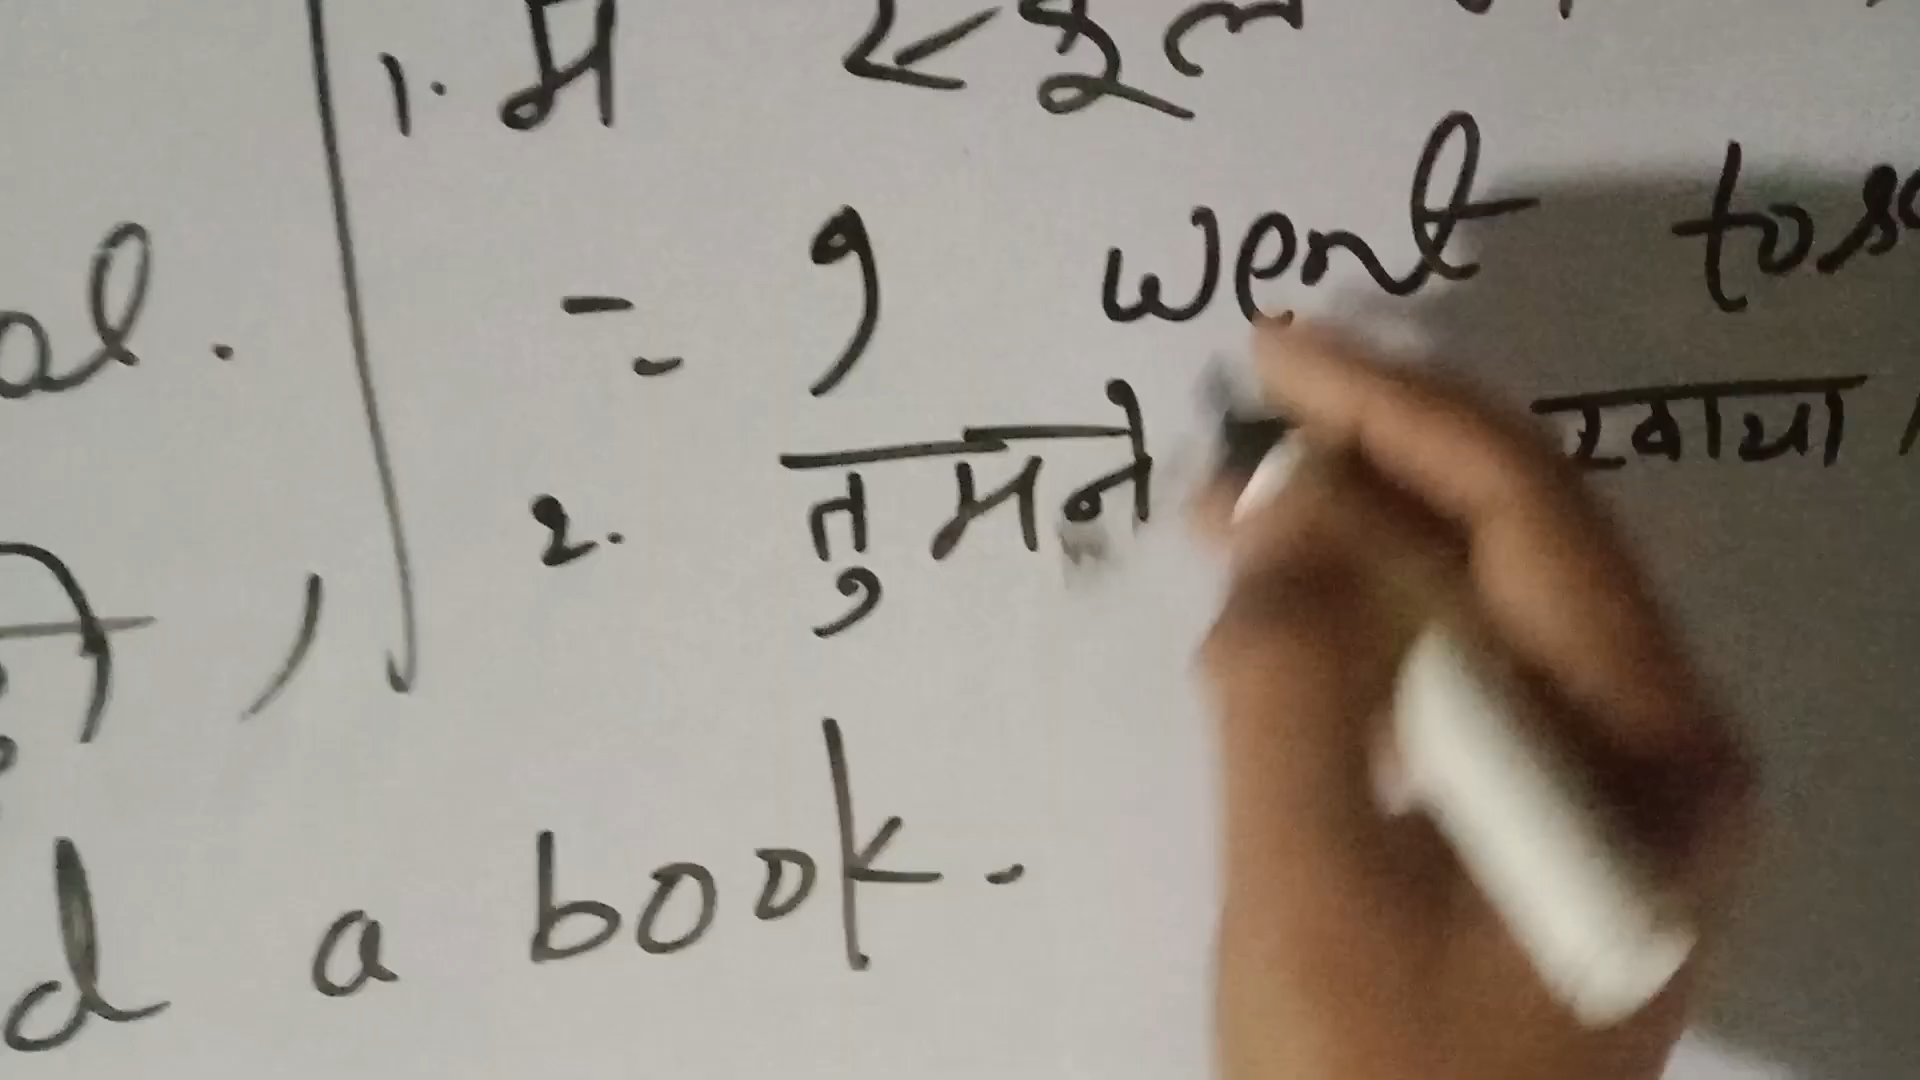 1. म स्कूल
al.
= I went to
2. तुमने खाया।
d a book.